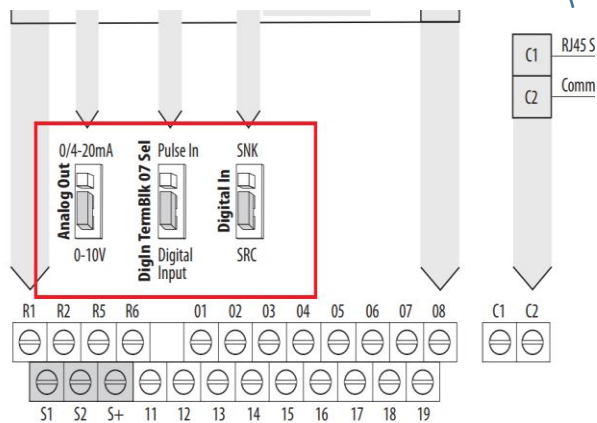 C1 RJ45 S
C2 Comm
0/4-20mA Pulse In SNK
Analog Out
DigIn TermBlk 07 Sel
Digital In
0-10V Digital Input SRC
R1 R2 R5 R6 01 02 03 04 05 06 07 08 C1 C2
S1 S2 S+ 11 12 13 14 15 16 17 18 19